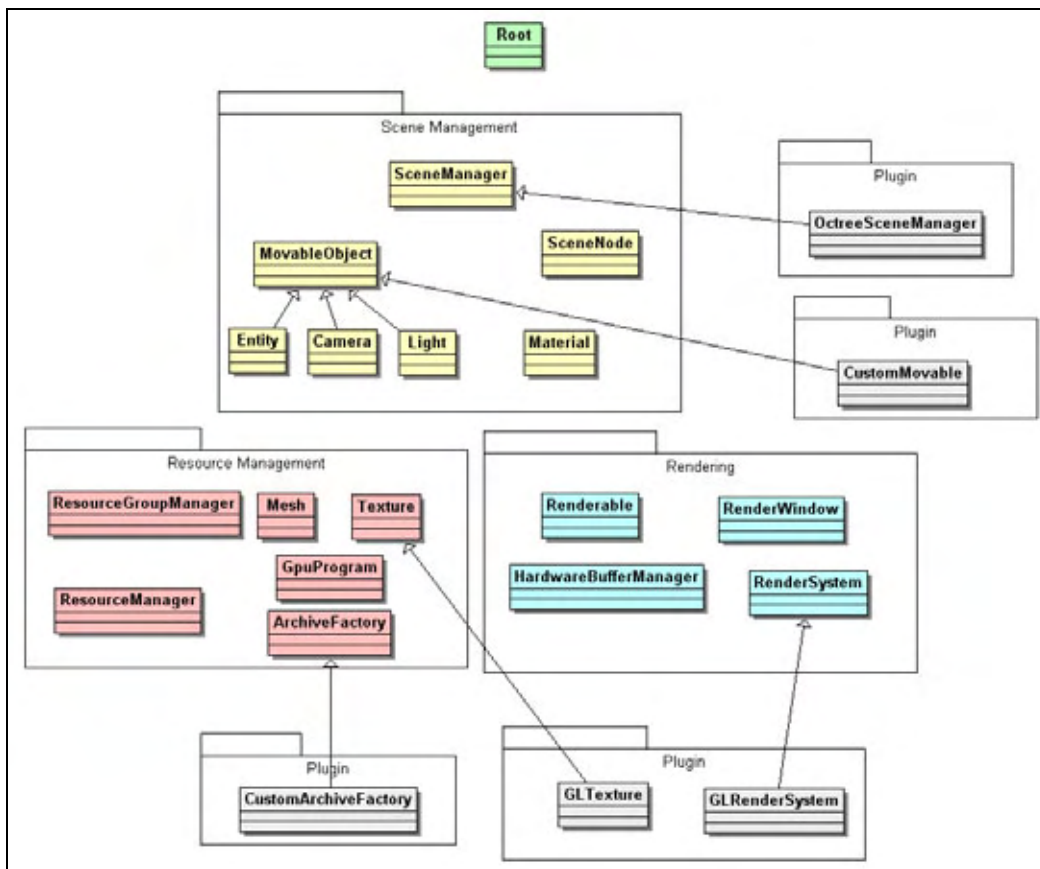 Root
Scene Management
SceneManager
Plugin
OctreeSceneManager
SceneNode
MovableObject
Entity
Camera
Light
Material
Plugin
CustomMovable
Resource Management
ResourceGroupManager
Mesh
Texture
GpuProgram
ResourceManager
ArchiveFactory
Rendering
Renderable
RenderWindow
HardwareBufferManager
RenderSystem
Plugin
CustomArchiveFactory
Plugin
GLTexture
GLRenderSystem